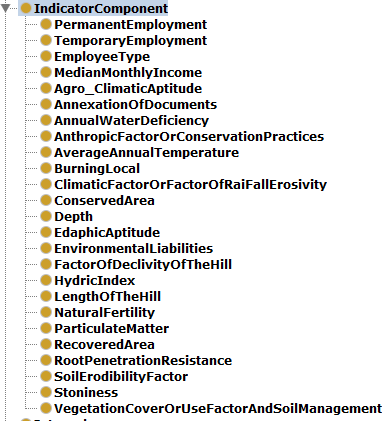 IndicatorComponent
PermanentEmployment
TemporaryEmployment
EmployeeType
MedianMonthlyIncome
Agro_ClimaticAptitude
AnnexationOfDocuments
AnnualWaterDeficiency
AnthropicFactorOrConservationPractices
AverageAnnualTemperature
BurningLocal
ClimaticFactorOrFactorOfRaiFallErosivity
ConservedArea
Depth
EdaphicAptitude
EnvironmentalLiabilities
FactorOfDeclivityOfTheHill
HydricIndex
LengthOfTheHill
NaturalFertility
ParticulateMatter
RecoveredArea
RootPenetrationResistance
SoilErodibilityFactor
Stoniness
VegetationCoverOrUseFactorAndSoilManagement